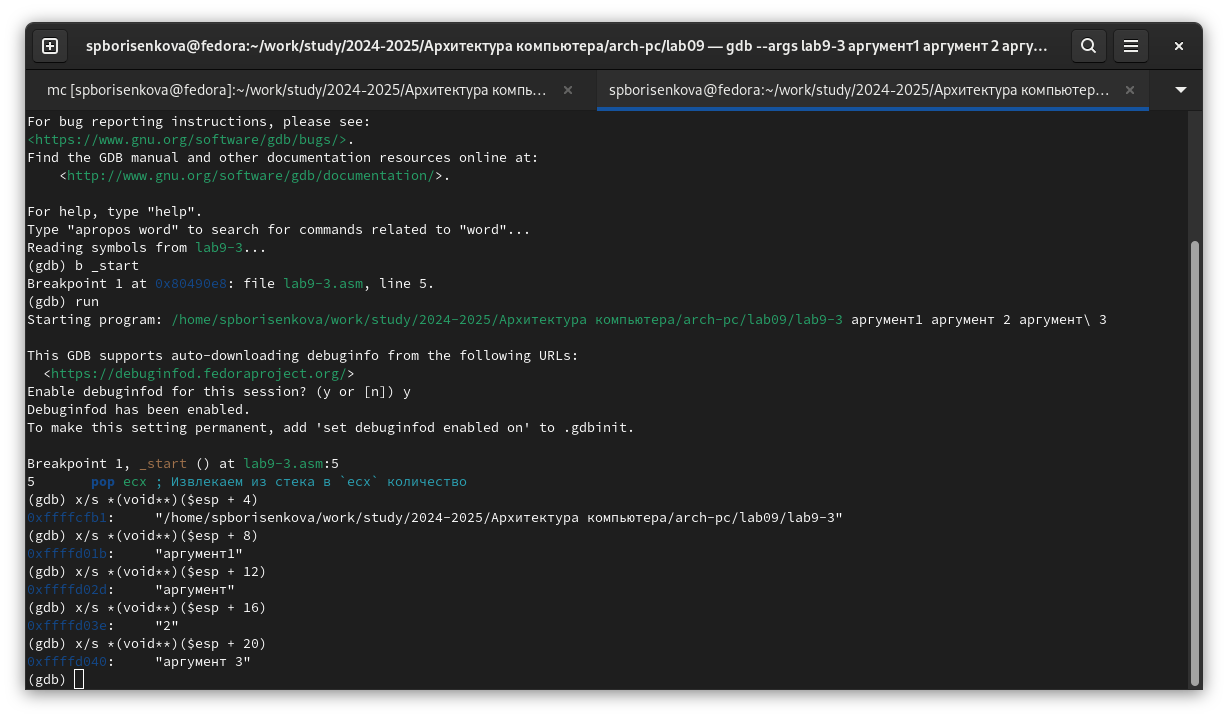 spborisenkova@fedora:~/work/study/2024-2025/Архитектура компьютера/arch-pc/lab09 — gdb --args lab9-3 аргумент1 аргумент 2 аргу…
mc [spborisenkova@fedora]:~/work/study/2024-2025/Архитектура компь… ×
spborisenkova@fedora:~/work/study/2024-2025/Архитектура компьютер… ×
For bug reporting instructions, please see:
<https://www.gnu.org/software/gdb/bugs/>.
Find the GDB manual and other documentation resources online at:
    <http://www.gnu.org/software/gdb/documentation/>.
For help, type "help".
Type "apropos word" to search for commands related to "word"...
Reading symbols from lab9-3...
(gdb) b _start
Breakpoint 1 at 0x80490e8: file lab9-3.asm, line 5.
(gdb) run
Starting program: /home/spborisenkova/work/study/2024-2025/Архитектура компьютера/arch-pc/lab09/lab9-3 аргумент1 аргумент 2 аргумент\ 3
This GDB supports auto-downloading debuginfo from the following URLs:
  <https://debuginfod.fedoraproject.org/>
Enable debuginfod for this session? (y or [n]) y
Debuginfod has been enabled.
To make this setting permanent, add 'set debuginfod enabled on' to .gdbinit.
Breakpoint 1, _start () at lab9-3.asm:5
5       pop ecx ; Извлекаем из стека в `ecx` количество
(gdb) x/s *(void**)($esp + 4)
0xffffcfb1:     "/home/spborisenkova/work/study/2024-2025/Архитектура компьютера/arch-pc/lab09/lab9-3"
(gdb) x/s *(void**)($esp + 8)
0xffffd01b:     "аргумент1"
(gdb) x/s *(void**)($esp + 12)
0xffffd02d:     "аргумент"
(gdb) x/s *(void**)($esp + 16)
0xffffd03e:     "2"
(gdb) x/s *(void**)($esp + 20)
0xffffd040:     "аргумент 3"
(gdb)